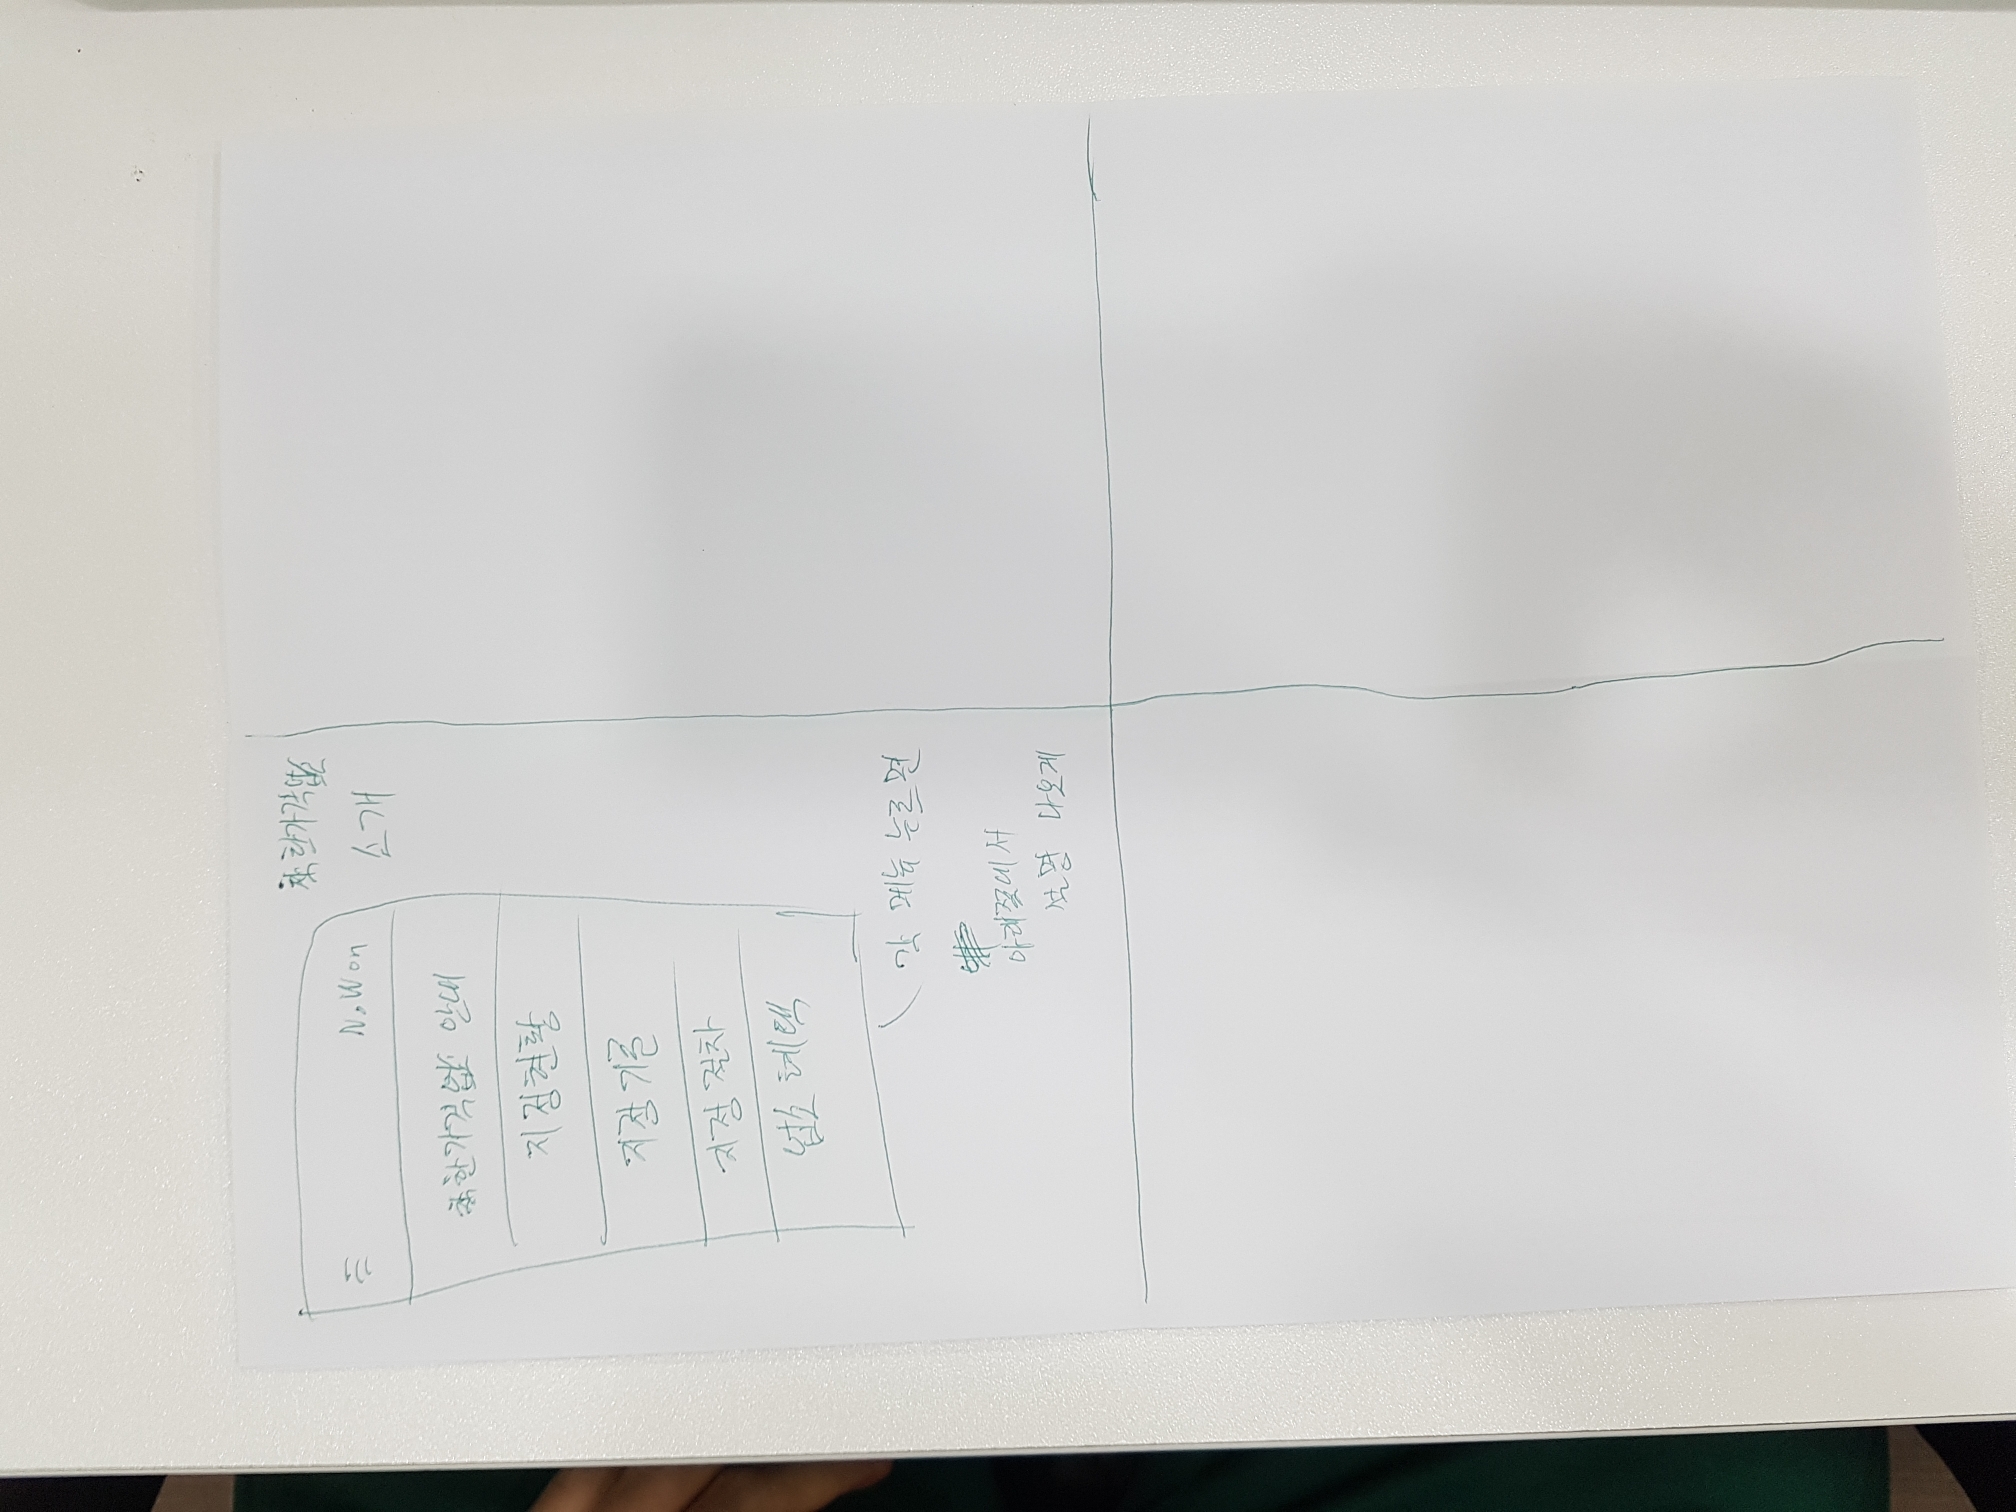 착한가격업소
소개
N.Won
착한가격업소 안내
지정현황
지정기준
지정절차
업소혜택
각 메뉴 누르면
아래쪽에서
설명 나오게